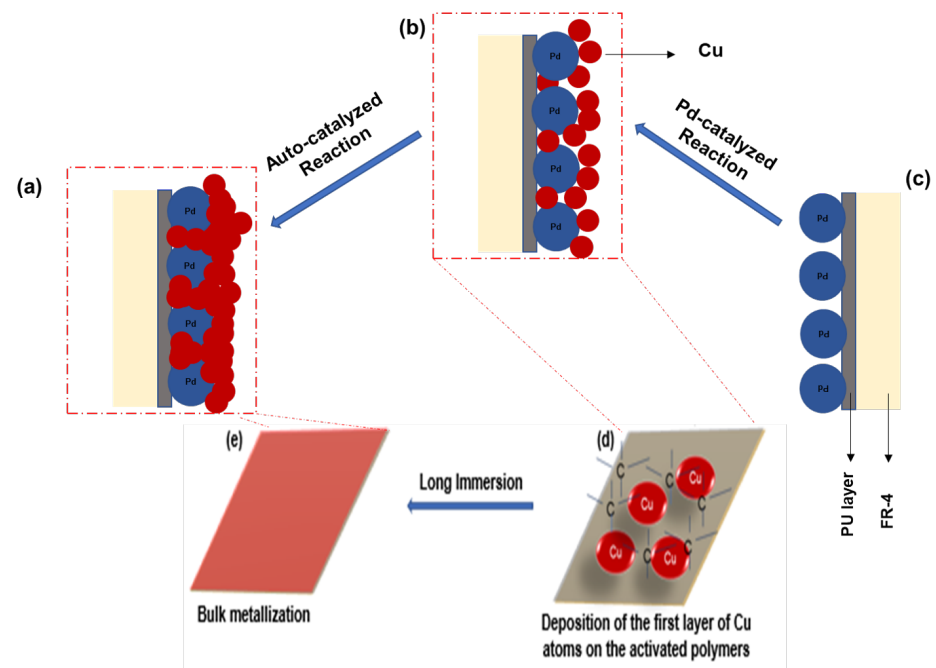 (b)
Pd
Cu
Auto-catalyzed
Reaction
Pd-catalyzed
Reaction
Pd
Pd
Pd
(a)
Pd
Pd
Pd
Pd
(c)
Pd
Pd
Pd
Pd
PU layer
FR-4
(e)
Long Immersion
Bulk metallization
(d)
C
C
C
Cu
C
Cu
Cu
C
Cu
C
Deposition of the first layer of Cu
atoms on the activated polymers